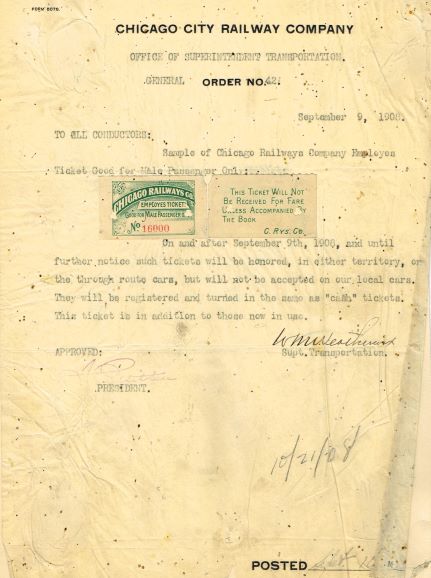 FORM 8078.
CHICAGO CITY RAILWAY COMPANY
OFFICE OF SUPERINTENDENT TRANSPORTATION.
GENERAL ORDER NO. 42.
September 9, 1908.
TO ALL CONDUCTORS:
Sample of Chicago Railways Company Employes
Ticket Good for Male Passenger Only:
CHICAGO RAILWAYS CO.
EMPLOYES TICKET
GOOD FOR MALE PASSENGER
No 16000
THIS TICKET WILL NOT
BE RECEIVED FOR FARE
UNLESS ACCOMPANIED BY
THE BOOK
C. RYS. CO.
On and after September 9th, 1908, and until
further notice such tickets will be honored, in either territory, or
the through route cars, but will not be accepted on our local cars.
They will be registered and turned in the same as "cash" tickets.
This ticket is in addition to those now in use.
APPROVED:
Supt. Transportation.
PRESIDENT.
10/21/08
POSTED